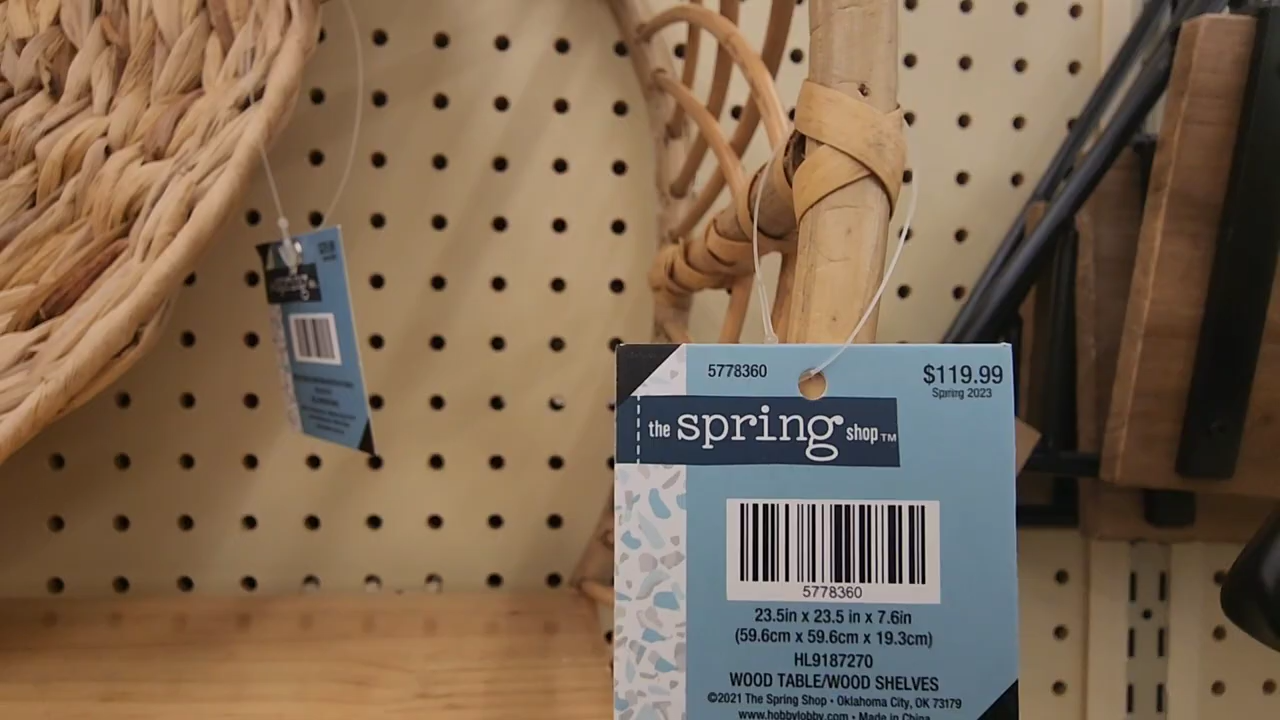 5778360
$119.99
Spring 2023
the spring shop™
5778360
23.5in x 23.5 in x 7.6in
(59.6cm x 59.6cm x 19.3cm)
HL9187270
WOOD TABLE/WOOD SHELVES
©2021 The Spring Shop • Oklahoma City, OK 73179
www.hobbylobby.com • Made in China
spring